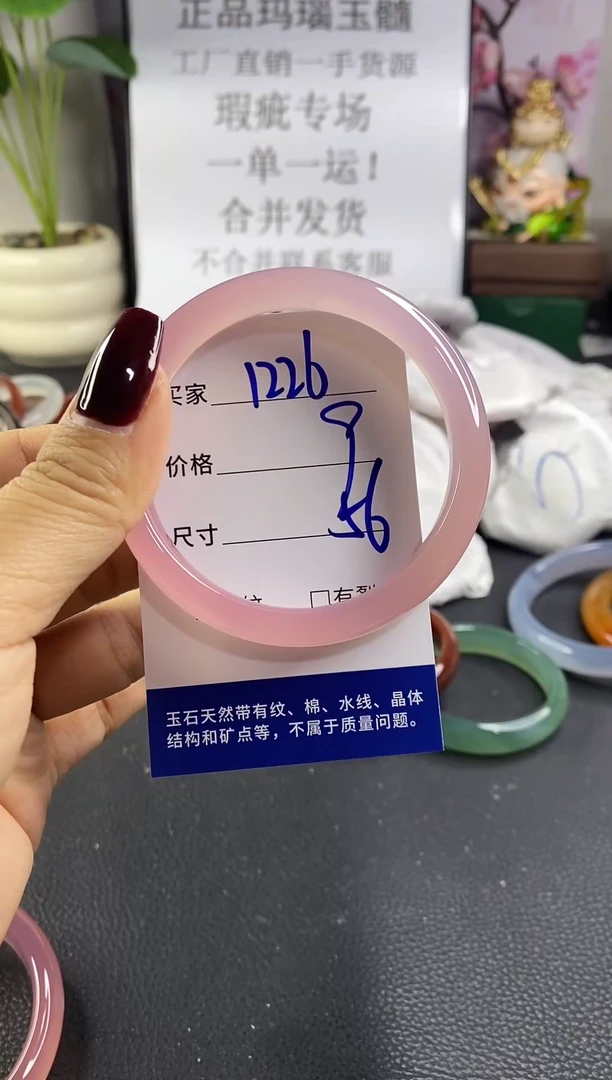 正品玛瑙玉髓
工厂直销一手货源
瑕疵专场
一单一运！
合并发货
不合并联系客服
买家 1226
价格
尺寸 56
纹 □有裂
玉石天然带有纹、棉、水线、晶体
结构和矿点等，不属于质量问题。